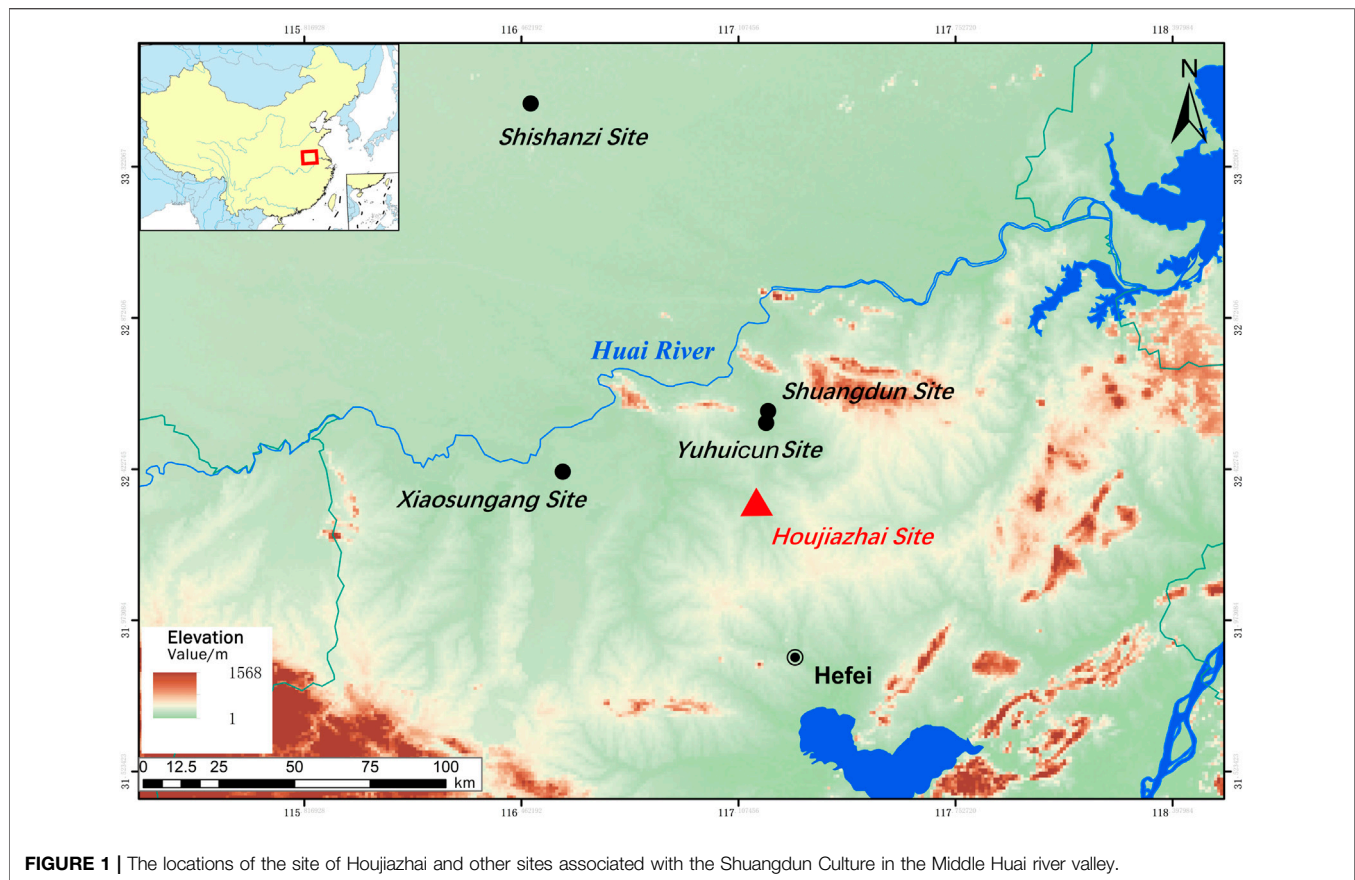 115 116 117 117 118
N
Shishanzi Site
33 33
32 32
Huai River
Shuangdun Site
Yuhuicun Site
32 32
Xiaosungang Site
Houjiazhai Site
31 31
Elevation
Value/m
1568
1
Hefei
31 31
0 12.5 25 50 75 100
km
115 116 117 117 118
FIGURE 1 | The locations of the site of Houjiazhai and other sites associated with the Shuangdun Culture in the Middle Huai river valley.